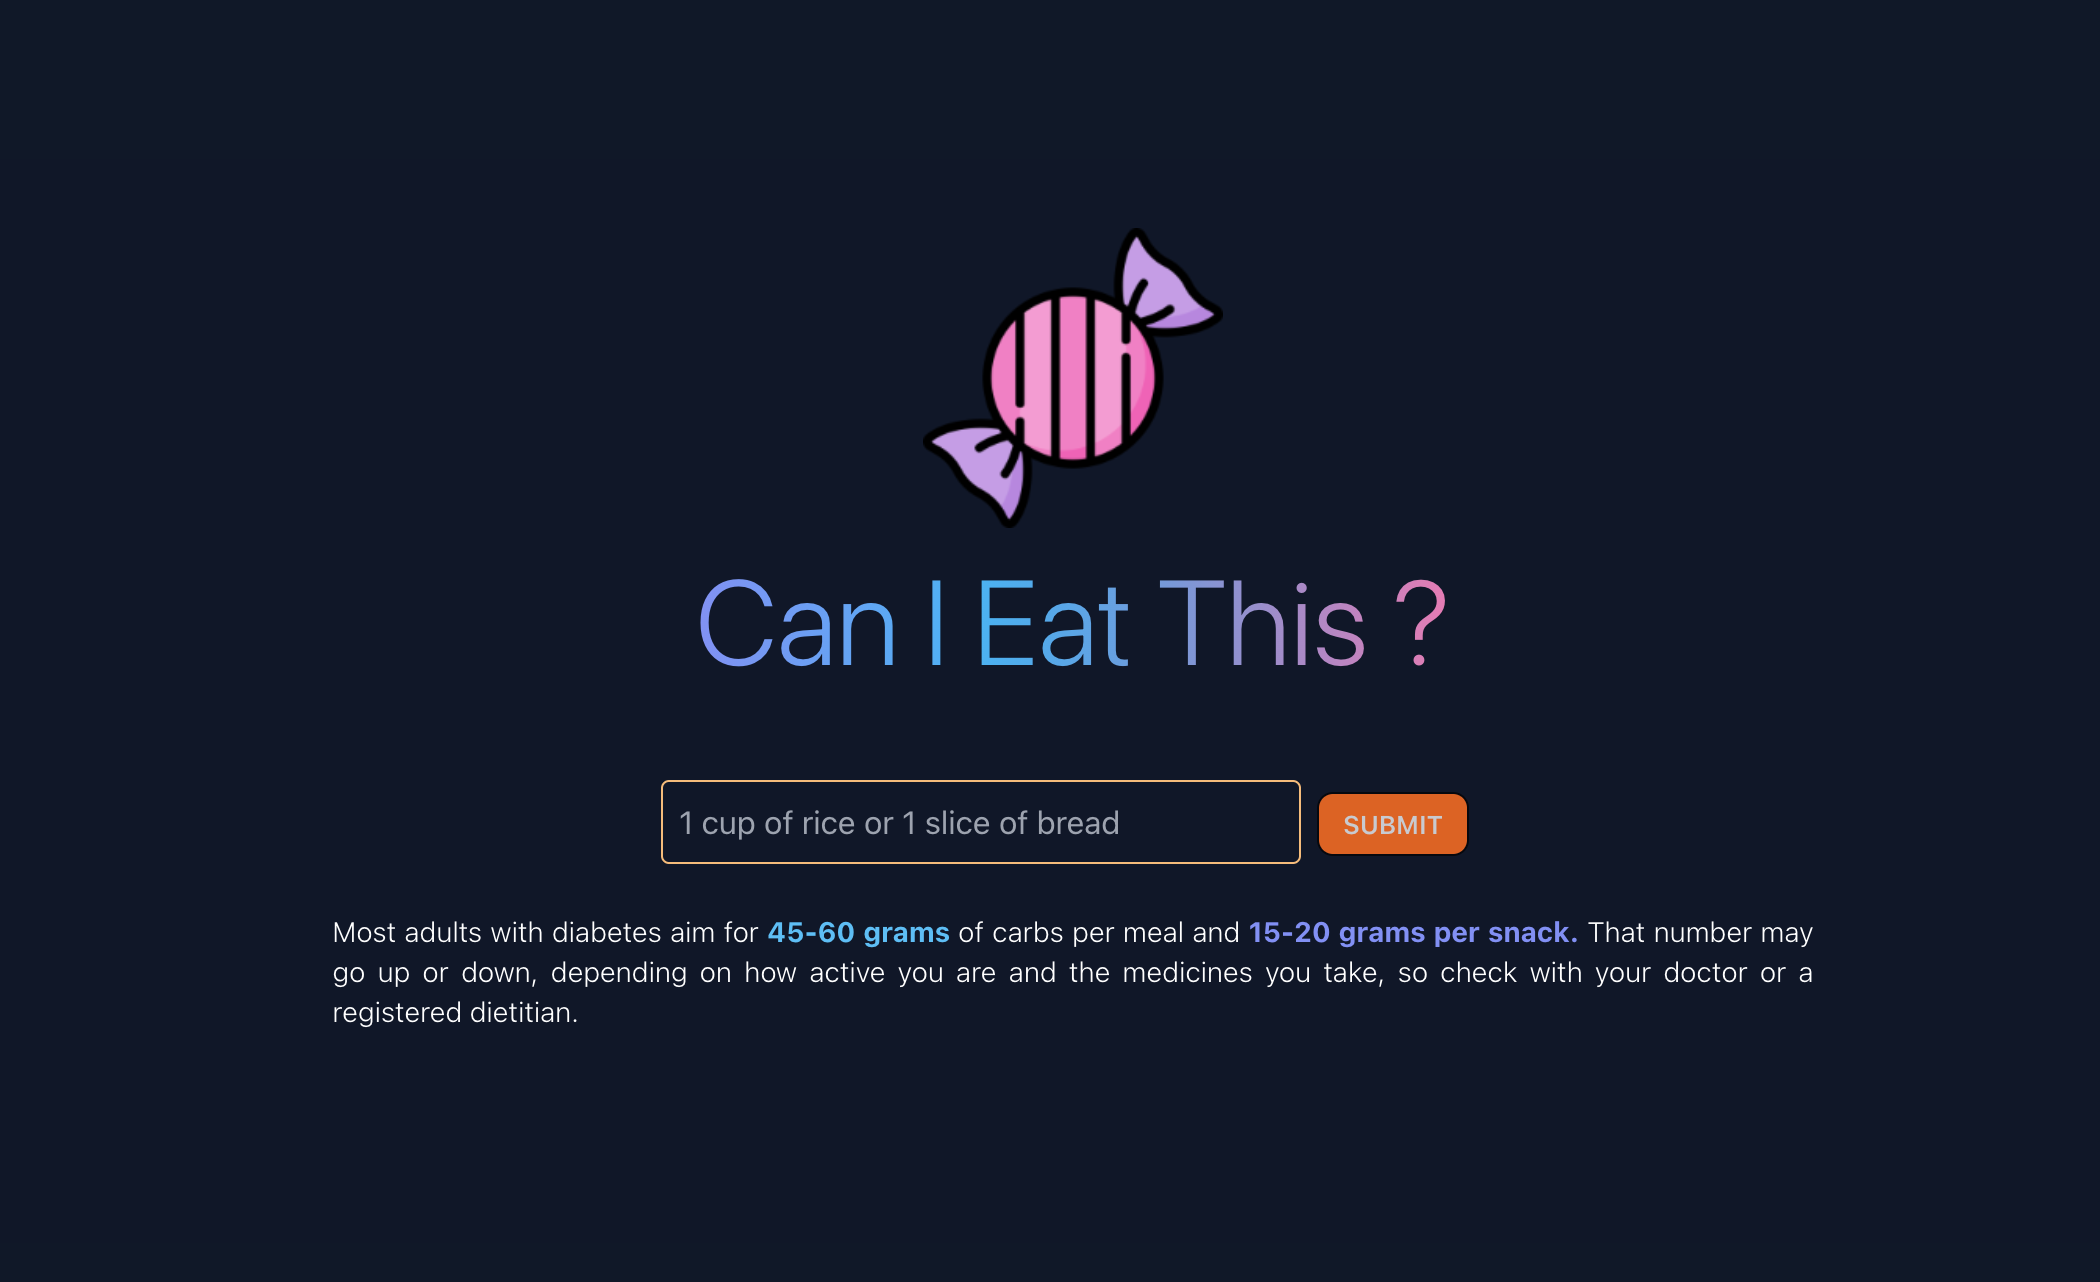 Can I Eat This ?
1 cup of rice or 1 slice of bread
SUBMIT
Most adults with diabetes aim for 45-60 grams of carbs per meal and 15-20 grams per snack. That number may
go up or down, depending on how active you are and the medicines you take, so check with your doctor or a
registered dietitian.